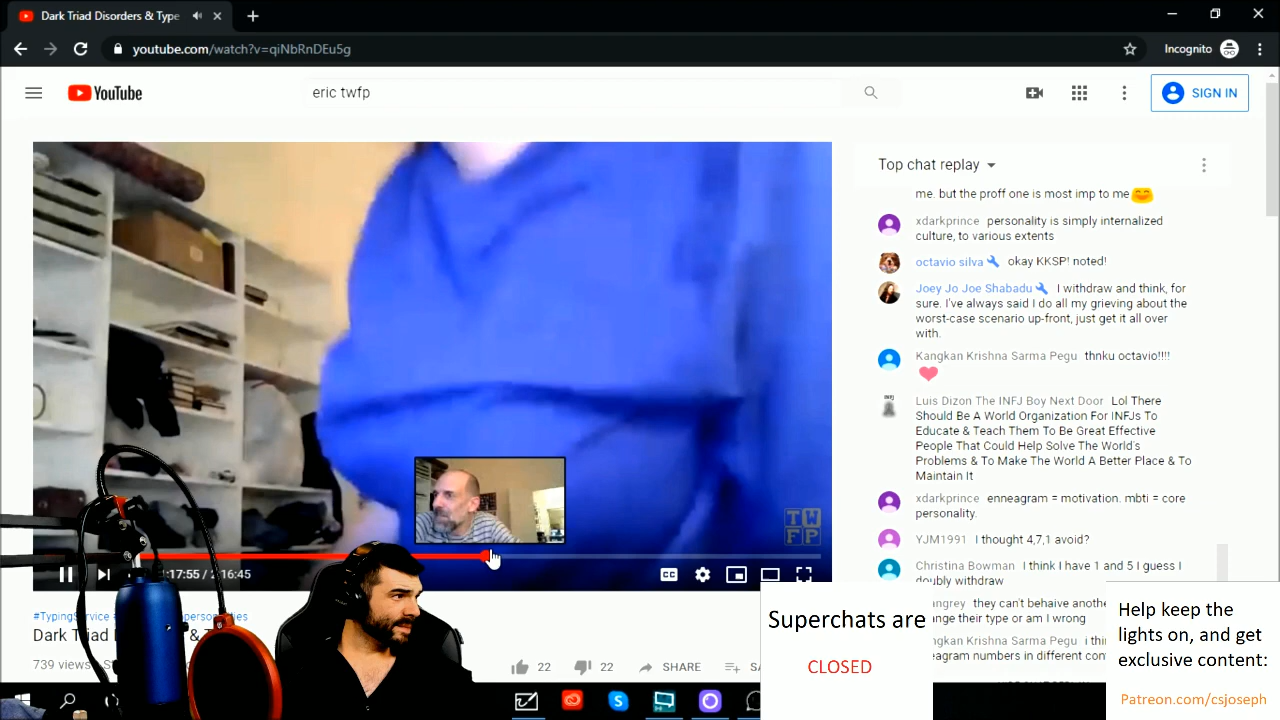 Dark Triad Disorders & Type
youtube.com/watch?v=qiNbRnDEu5g
Incognito
YouTube
eric twfp
SIGN IN
Top chat replay
me. but the proff one is most imp to me
xdarkprince personality is simply internalized
culture, to various extents
octavio silva okay KKSP! noted!
Joey Jo Joe Shabadu I withdraw and think, for
sure. I've always said I do all my grieving about the
worst-case scenario up-front, just get it all over
with.
Kangkan Krishna Sarma Pegu thnku octavio!!!!
Luis Dizon The INFJ Boy Next Door Lol There
Should Be A World Organization For INFJs To
Educate & Teach Them To Be Great Effective
People That Could Help Solve The World's
Problems & To Make The World A Better Place & To
Maintain It
xdarkprince enneagram = motivation. mbti = core
personality.
YJM1991 I thought 4,7,1 avoid?
Christina Bowman I think I have 1 and 5 I guess I
doubly withdraw
angrey they can't behaive anothe
ange their type or am I wrong
Krishna Sarma Pegu i thi
eagram numbers in different con
TW
FP
:17:55 / 2:16:45
CC
#TypingService
Dark Triad
& T
739 views
22
22
SHARE
SA
Superchats are
CLOSED
Help keep the
lights on, and get
exclusive content:
Patreon.com/csjoseph